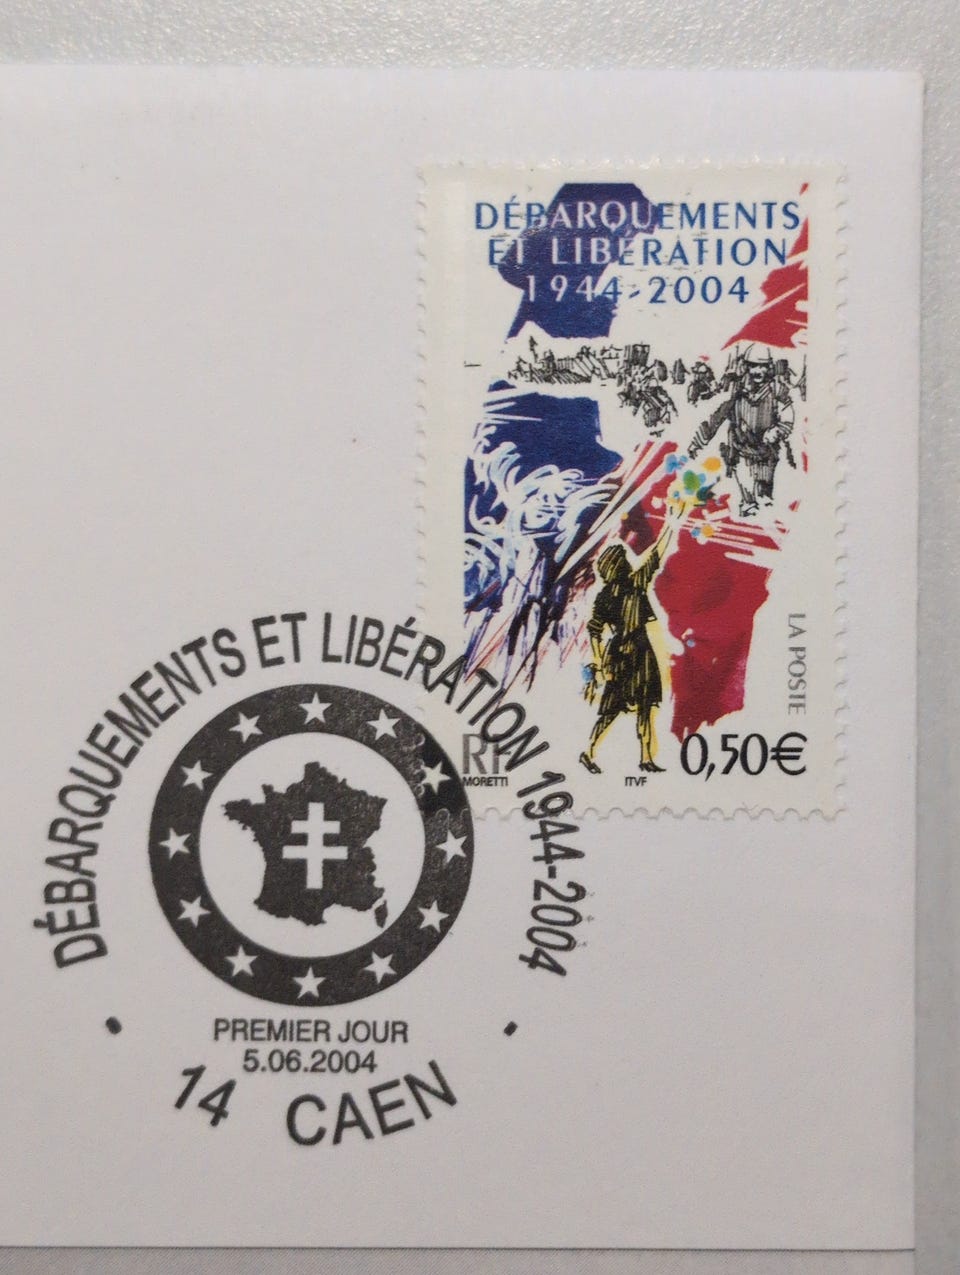 DÉBARQUEMENTS
ET LIBÉRATION
1944-2004
LA POSTE
RF
MORETTI
ITVF
0,50€
DÉBARQUEMENTS ET LIBÉRATION 1944-2004
PREMIER JOUR
5.06.2004
14 CAEN